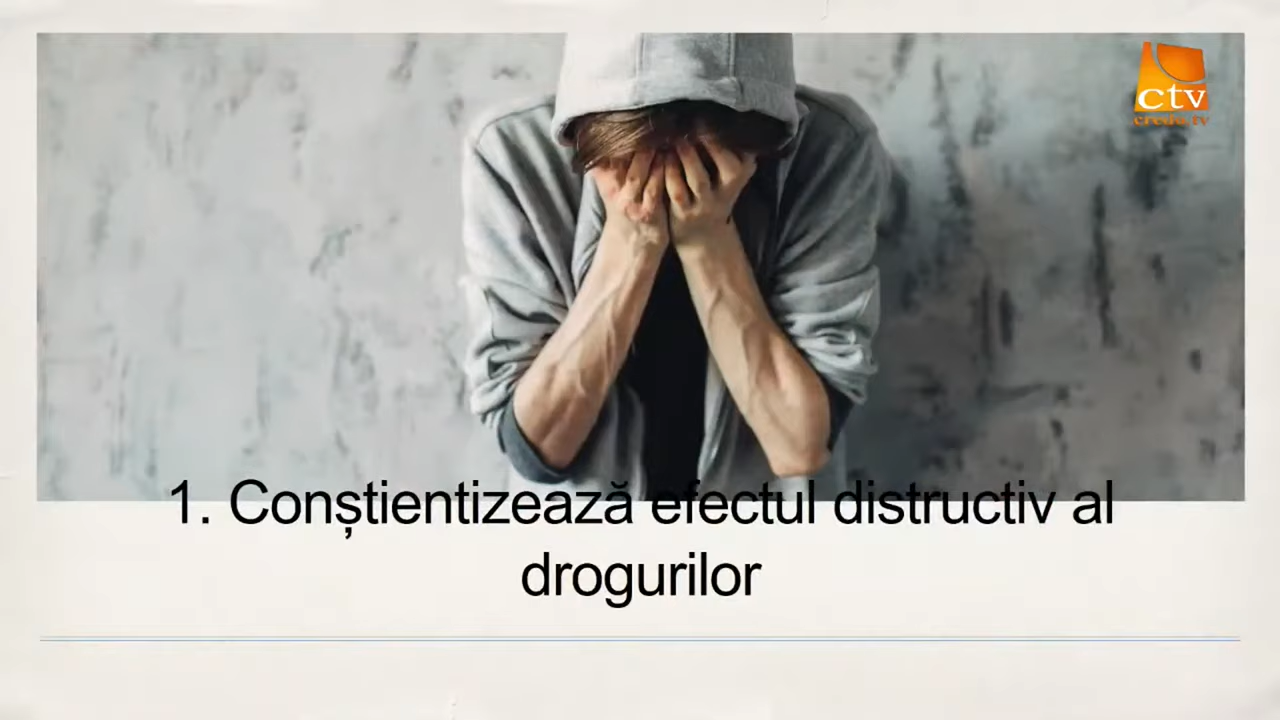 ctv
credo.tv
1. Conștientizează efectul distructiv al
drogurilor